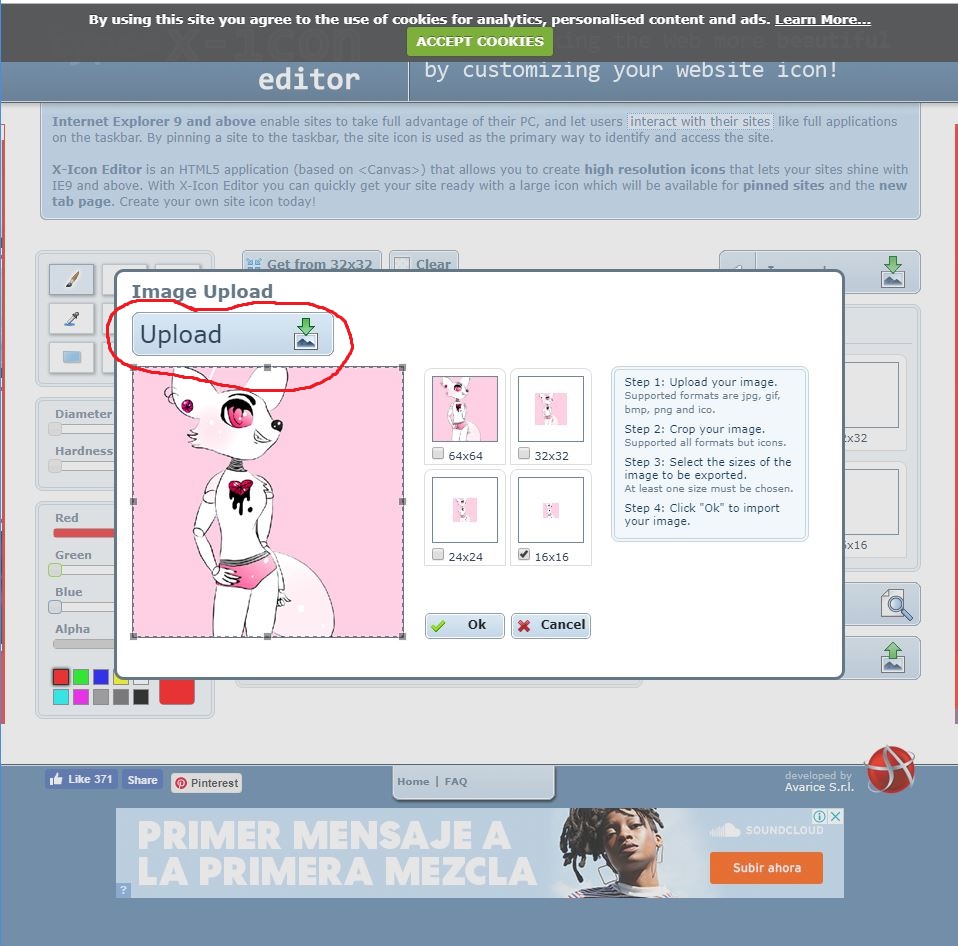 By using this site you agree to the use of cookies for analytics, personalised content and ads. Learn More...
ACCEPT COOKIES
x-icon
the Web more beautiful
editor
by customizing your website icon!
Internet Explorer 9 and above enable sites to take full advantage of their PC, and let users interact with their sites like full applications
on the taskbar. By pinning a site to the taskbar, the site icon is used as the primary way to identify and access the site.
X-Icon Editor is an HTML5 application (based on <Canvas>) that allows you to create high resolution icons that lets your sites shine with
IE9 and above. With X-Icon Editor you can quickly get your site ready with a large icon which will be available for pinned sites and the new
tab page. Create your own site icon today!
Get from 32x32
Clear
Image Upload
Upload
Step 1: Upload your image.
Supported formats are jpg, gif,
bmp, png and ico.
Step 2: Crop your image.
Supported all formats but icons.
Step 3: Select the sizes of the
image to be exported.
At least one size must be chosen.
Step 4: Click "Ok" to import
your image.
64x64
32x32
24x24
16x16
Ok
Cancel
Diameter
Hardness
Red
Green
Blue
Alpha
2x32
6x16
Like 371
Share
Pinterest
Home | FAQ
developed by
Avarice S.r.l.
PRIMER MENSAJE A
LA PRIMERA MEZCLA
SOUNDCLOUD
Subir ahora
?